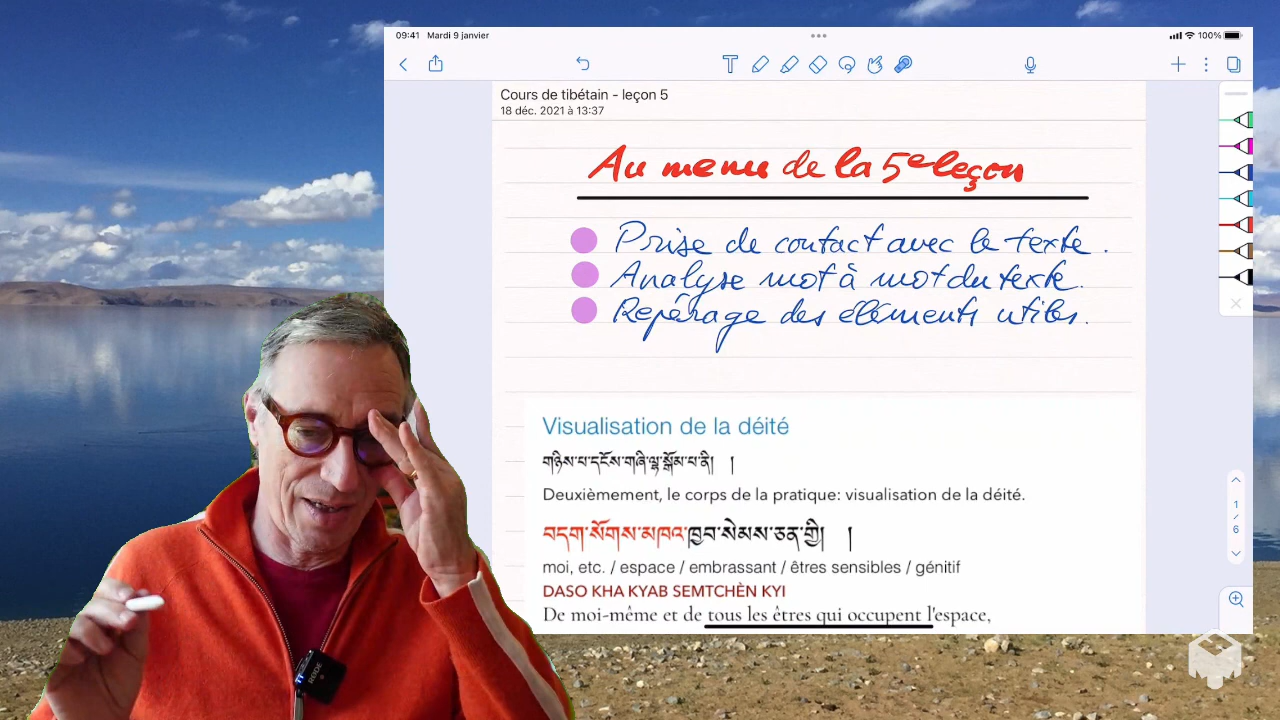 09:41 Mardi 9 janvier
100%
Cours de tibétain - leçon 5
18 déc. 2021 à 13:37
Au menu de la 5e leçon
Prise de contact avec le texte.
Analyse mot à mot du texte.
Repérage des éléments utiles.
Visualisation de la déité
གཉིས་པ་དངོས་གཞི་ལྷ་སྒོམ་པ་ནི། །
Deuxièmement, le corps de la pratique: visualisation de la déité.
བདག་སོགས་མཁའ་ཁྱབ་སེམས་ཅན་གྱི། །
moi, etc. / espace / embrassant / êtres sensibles / génitif
DASO KHA KYAB SEMTCHÈN KYI
De moi-même et de tous les êtres qui occupent l'espace,
1
/
6
RODE